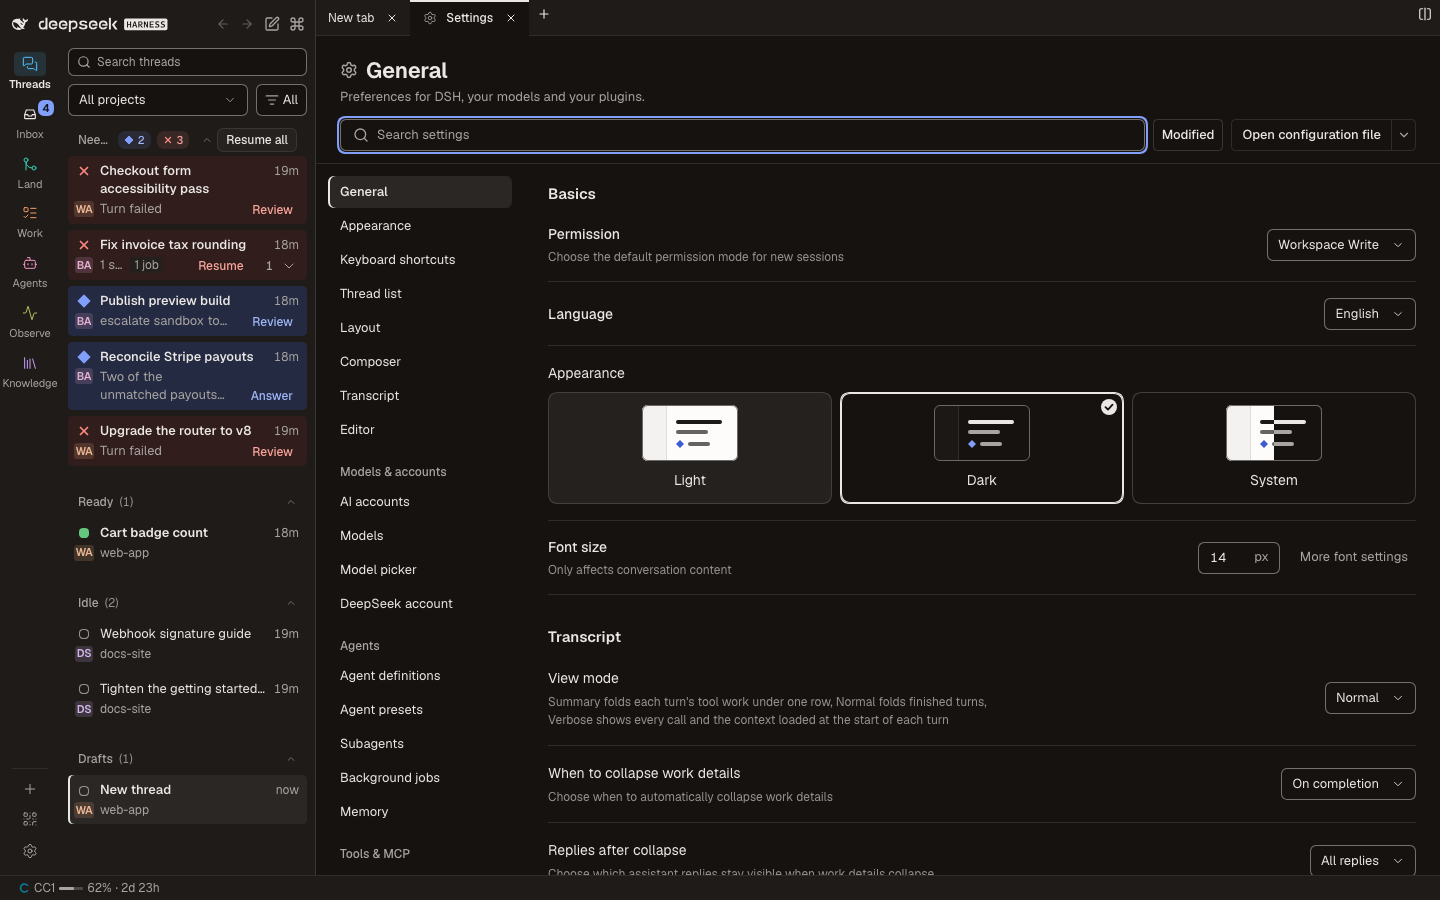 deepseek HARNESS
Threads
4
Inbox
Land
Work
Agents
Observe
Knowledge
Search threads
All projects
All
Nee... 2 3 Resume all
Checkout form accessibility pass 19m
WA Turn failed Review
Fix invoice tax rounding 18m
BA 1 s... 1 job Resume 1
Publish preview build 18m
BA escalate sandbox to... Review
Reconcile Stripe payouts 18m
BA Two of the
unmatched payouts... Answer
Upgrade the router to v8 19m
WA Turn failed Review
Ready (1)
Cart badge count 18m
WA web-app
Idle (2)
Webhook signature guide 19m
DS docs-site
Tighten the getting started... 19m
DS docs-site
Drafts (1)
New thread now
WA web-app
CC1 62% · 2d 23h
New tab
Settings
General
Preferences for DSH, your models and your plugins.
Search settings
Modified
Open configuration file
General
Appearance
Keyboard shortcuts
Thread list
Layout
Composer
Transcript
Editor
Models & accounts
AI accounts
Models
Model picker
DeepSeek account
Agents
Agent definitions
Agent presets
Subagents
Background jobs
Memory
Tools & MCP
Basics
Permission
Choose the default permission mode for new sessions
Workspace Write
Language
English
Appearance
Light
Dark
System
Font size
Only affects conversation content
14 px
More font settings
Transcript
View mode
Summary folds each turn's tool work under one row, Normal folds finished turns,
Verbose shows every call and the context loaded at the start of each turn
Normal
When to collapse work details
Choose when to automatically collapse work details
On completion
Replies after collapse
Choose which assistant replies stay visible when work details collapse
All replies